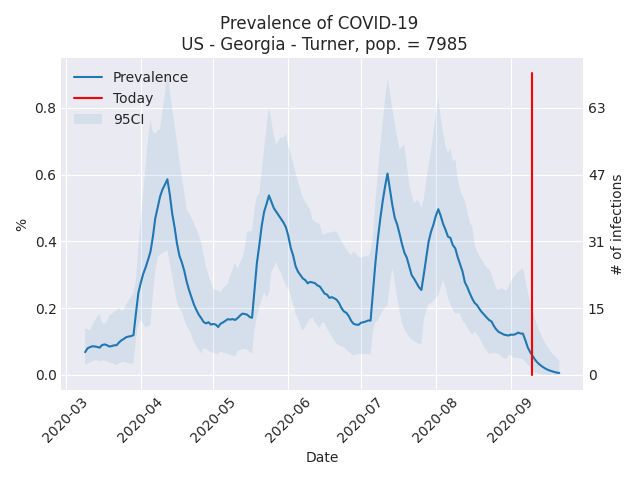 Prevalence of COVID-19
US - Georgia - Turner, pop. = 7985
Prevalence
Today
95CI
0.8
0.6
0.4
0.2
0.0
%
63
47
31
15
0
# of infections
2020-03
2020-04
2020-05
2020-06
2020-07
2020-08
2020-09
Date